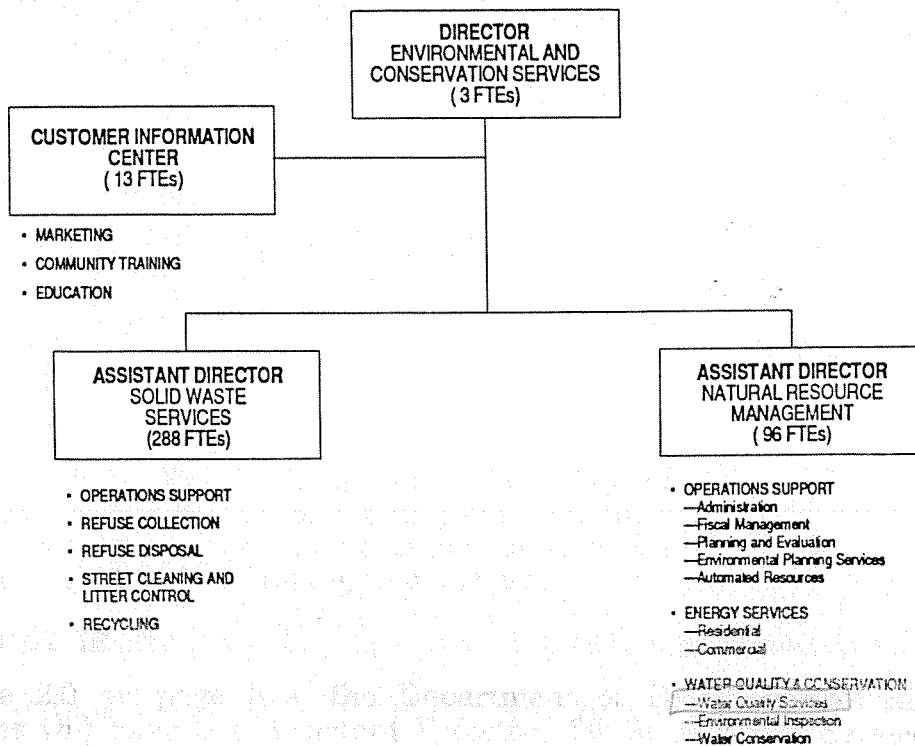 DIRECTOR
ENVIRONMENTAL AND
CONSERVATION SERVICES
( 3 FTEs)
CUSTOMER INFORMATION
CENTER
( 13 FTEs)
• MARKETING
• COMMUNITY TRAINING
• EDUCATION
ASSISTANT DIRECTOR
SOLID WASTE
SERVICES
(288 FTEs)
• OPERATIONS SUPPORT
• REFUSE COLLECTION
• REFUSE DISPOSAL
• STREET CLEANING AND
LITTER CONTROL
• RECYCLING
ASSISTANT DIRECTOR
NATURAL RESOURCE
MANAGEMENT
( 96 FTEs)
• OPERATIONS SUPPORT
—Administration
—Fiscal Management
—Planning and Evaluation
—Environmental Planning Services
—Automated Resources
• ENERGY SERVICES
—Residential
—Commercial
• WATER QUALITY & CONSERVATION
—Water Quality Services
—Environmental Inspection
—Water Conservation
the Department